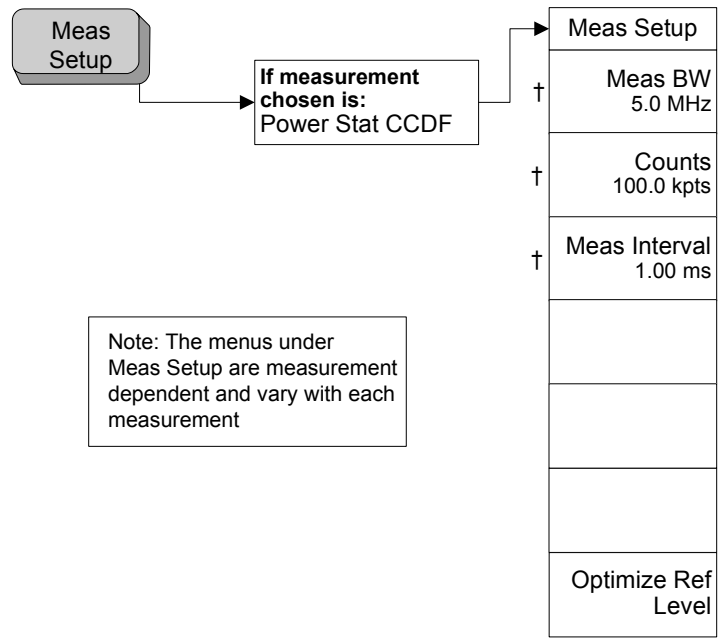 Meas
Setup
If measurement
chosen is:
Power Stat CCDF
Meas Setup
† Meas BW
5.0 MHz
† Counts
100.0 kpts
† Meas Interval
1.00 ms
Optimize Ref
Level
Note: The menus under
Meas Setup are measurement
dependent and vary with each
measurement